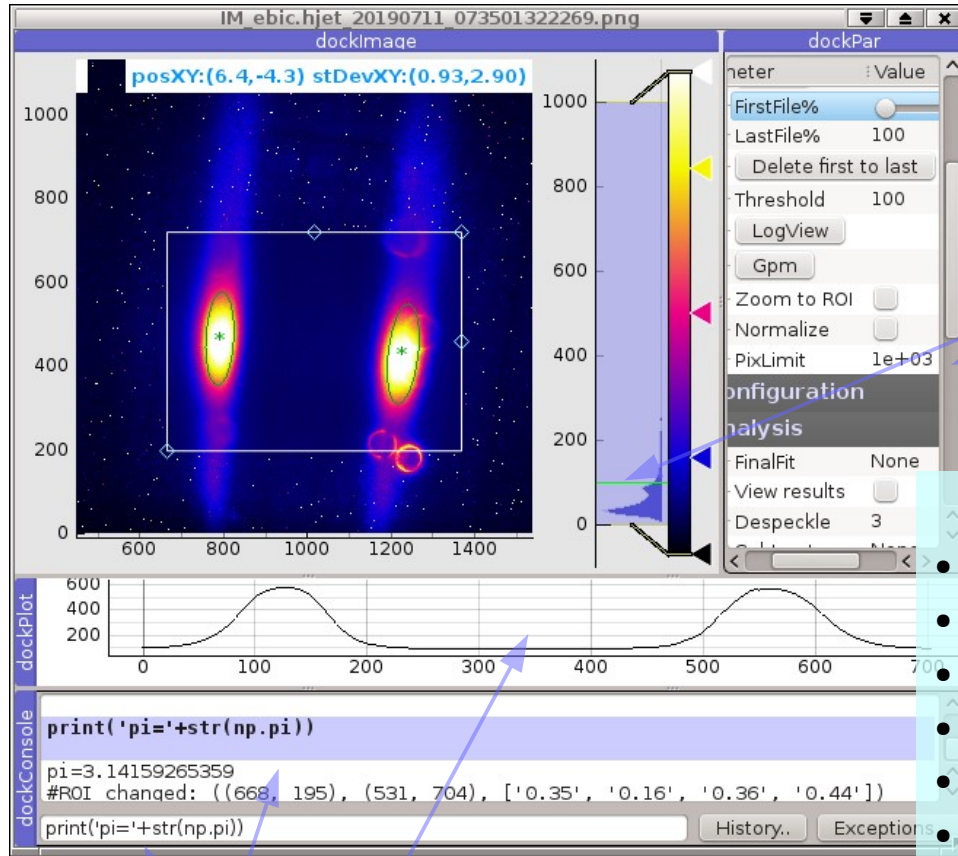 IM_ebic.hjet_20190711_073501322269.png
dockImage
dockPar
posXY:(6.4,-4.3) stDevXY:(0.93,2.90)
1000
800
600
400
200
0
600
800
1000
1200
1400
1000
800
600
400
200
0
neter
Value
FirstFile%
LastFile%
100
Delete first to last
Threshold
100
LogView
Gpm
Zoom to ROI
Normalize
PixLimit
1e+03
onfiguration
nalysis
FinalFit
None
View results
Despeckle
3
dockPlot
600
400
200
0
100
200
300
400
500
600
700
dockConsole
print('pi='+str(np.pi))
pi=3.14159265359
#ROI changed: ((668, 195), (531, 704), ['0.35', '0.16', '0.36', '0.44'])
print('pi='+str(np.pi))
History..
Exceptions